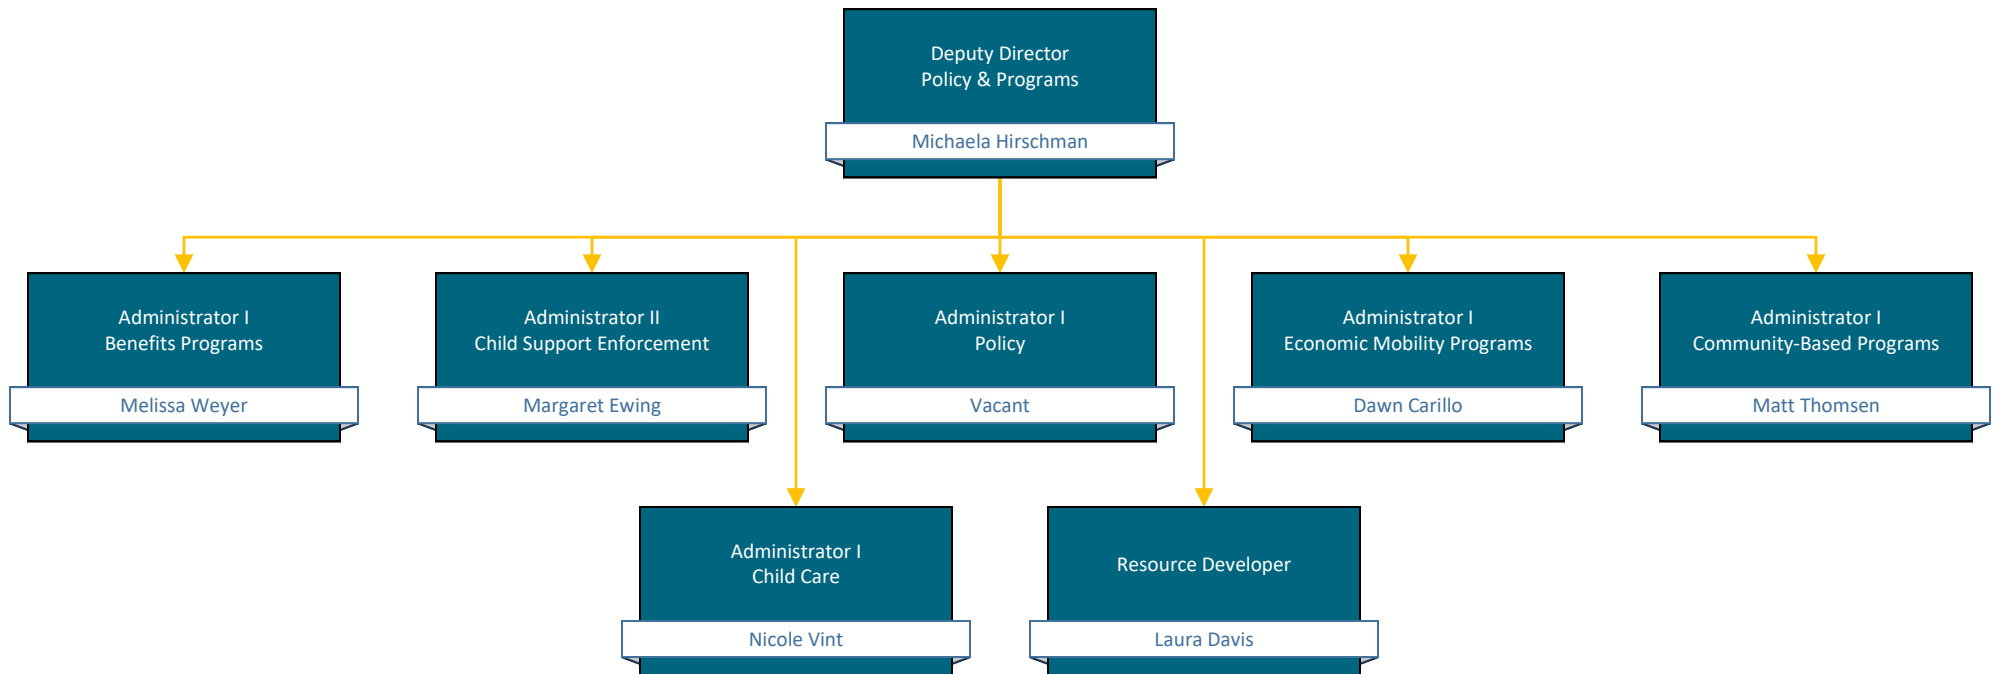 Deputy Director
Policy & Programs
Michaela Hirschman
Administrator I
Benefits Programs
Melissa Weyer
Administrator II
Child Support Enforcement
Margaret Ewing
Administrator I
Policy
Vacant
Administrator I
Economic Mobility Programs
Dawn Carillo
Administrator I
Community-Based Programs
Matt Thomsen
Administrator I
Child Care
Nicole Vint
Resource Developer
Laura Davis